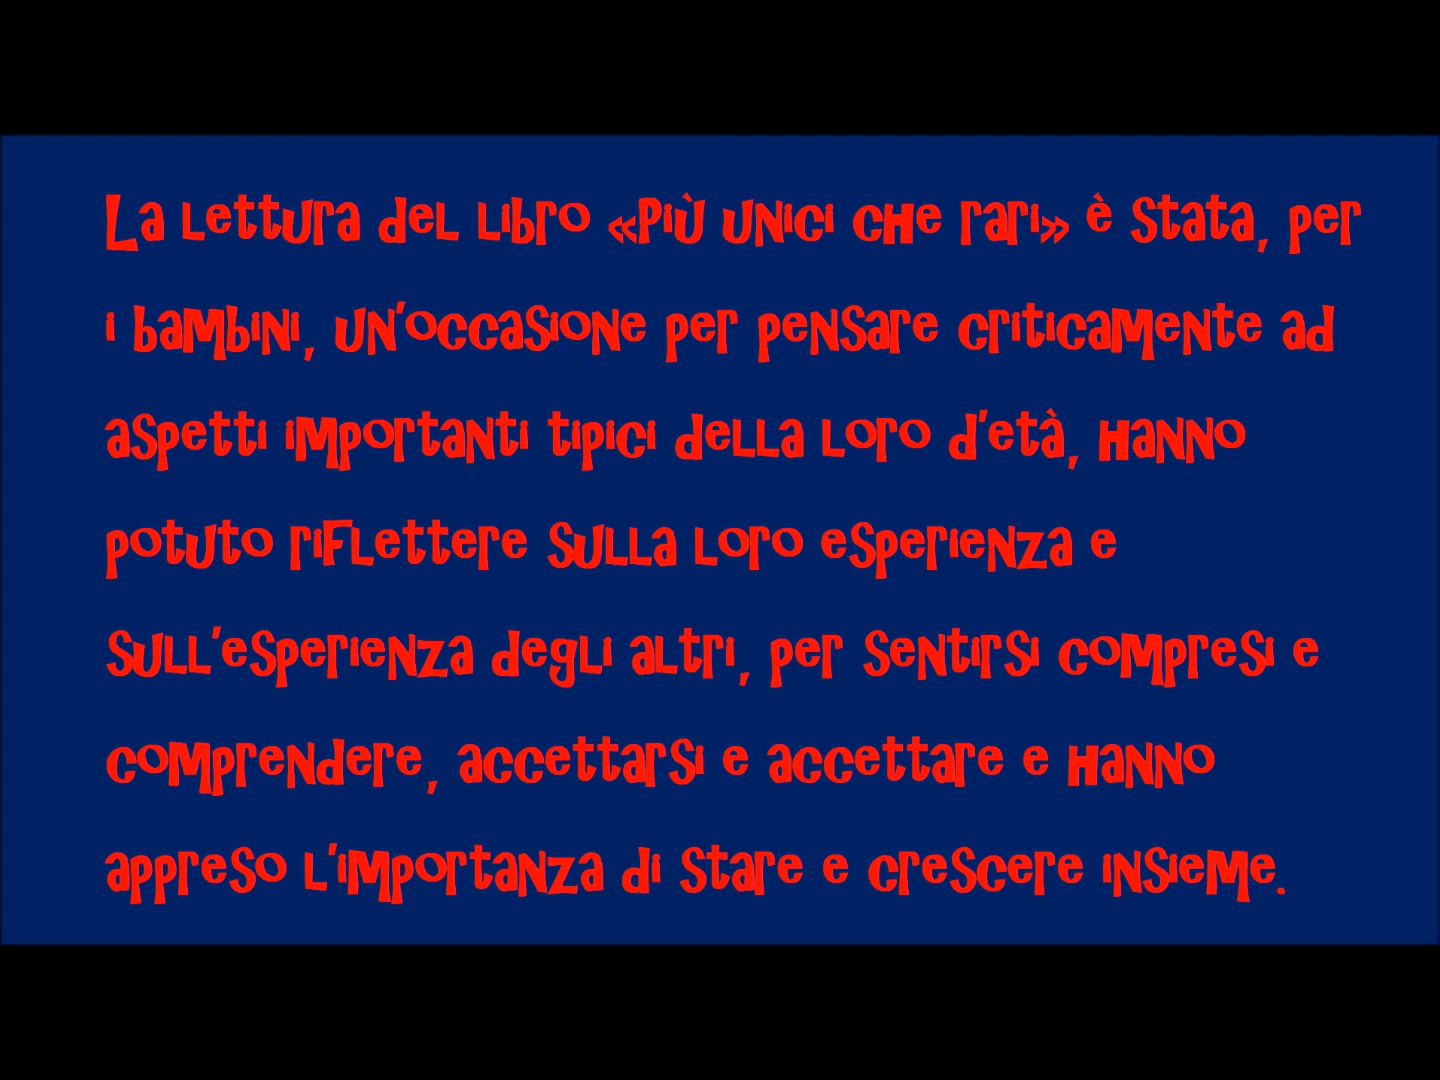 La lettura del libro «Più unici che rari» è stata, per
i bambini, un'occasione per pensare criticamente ad
aspetti importanti tipici della loro d'età, hanno
potuto riflettere sulla loro esperienza e
sull'esperienza degli altri, per sentirsi compresi e
comprendere, accettarsi e accettare e hanno
appreso l'importanza di stare e crescere insieme.